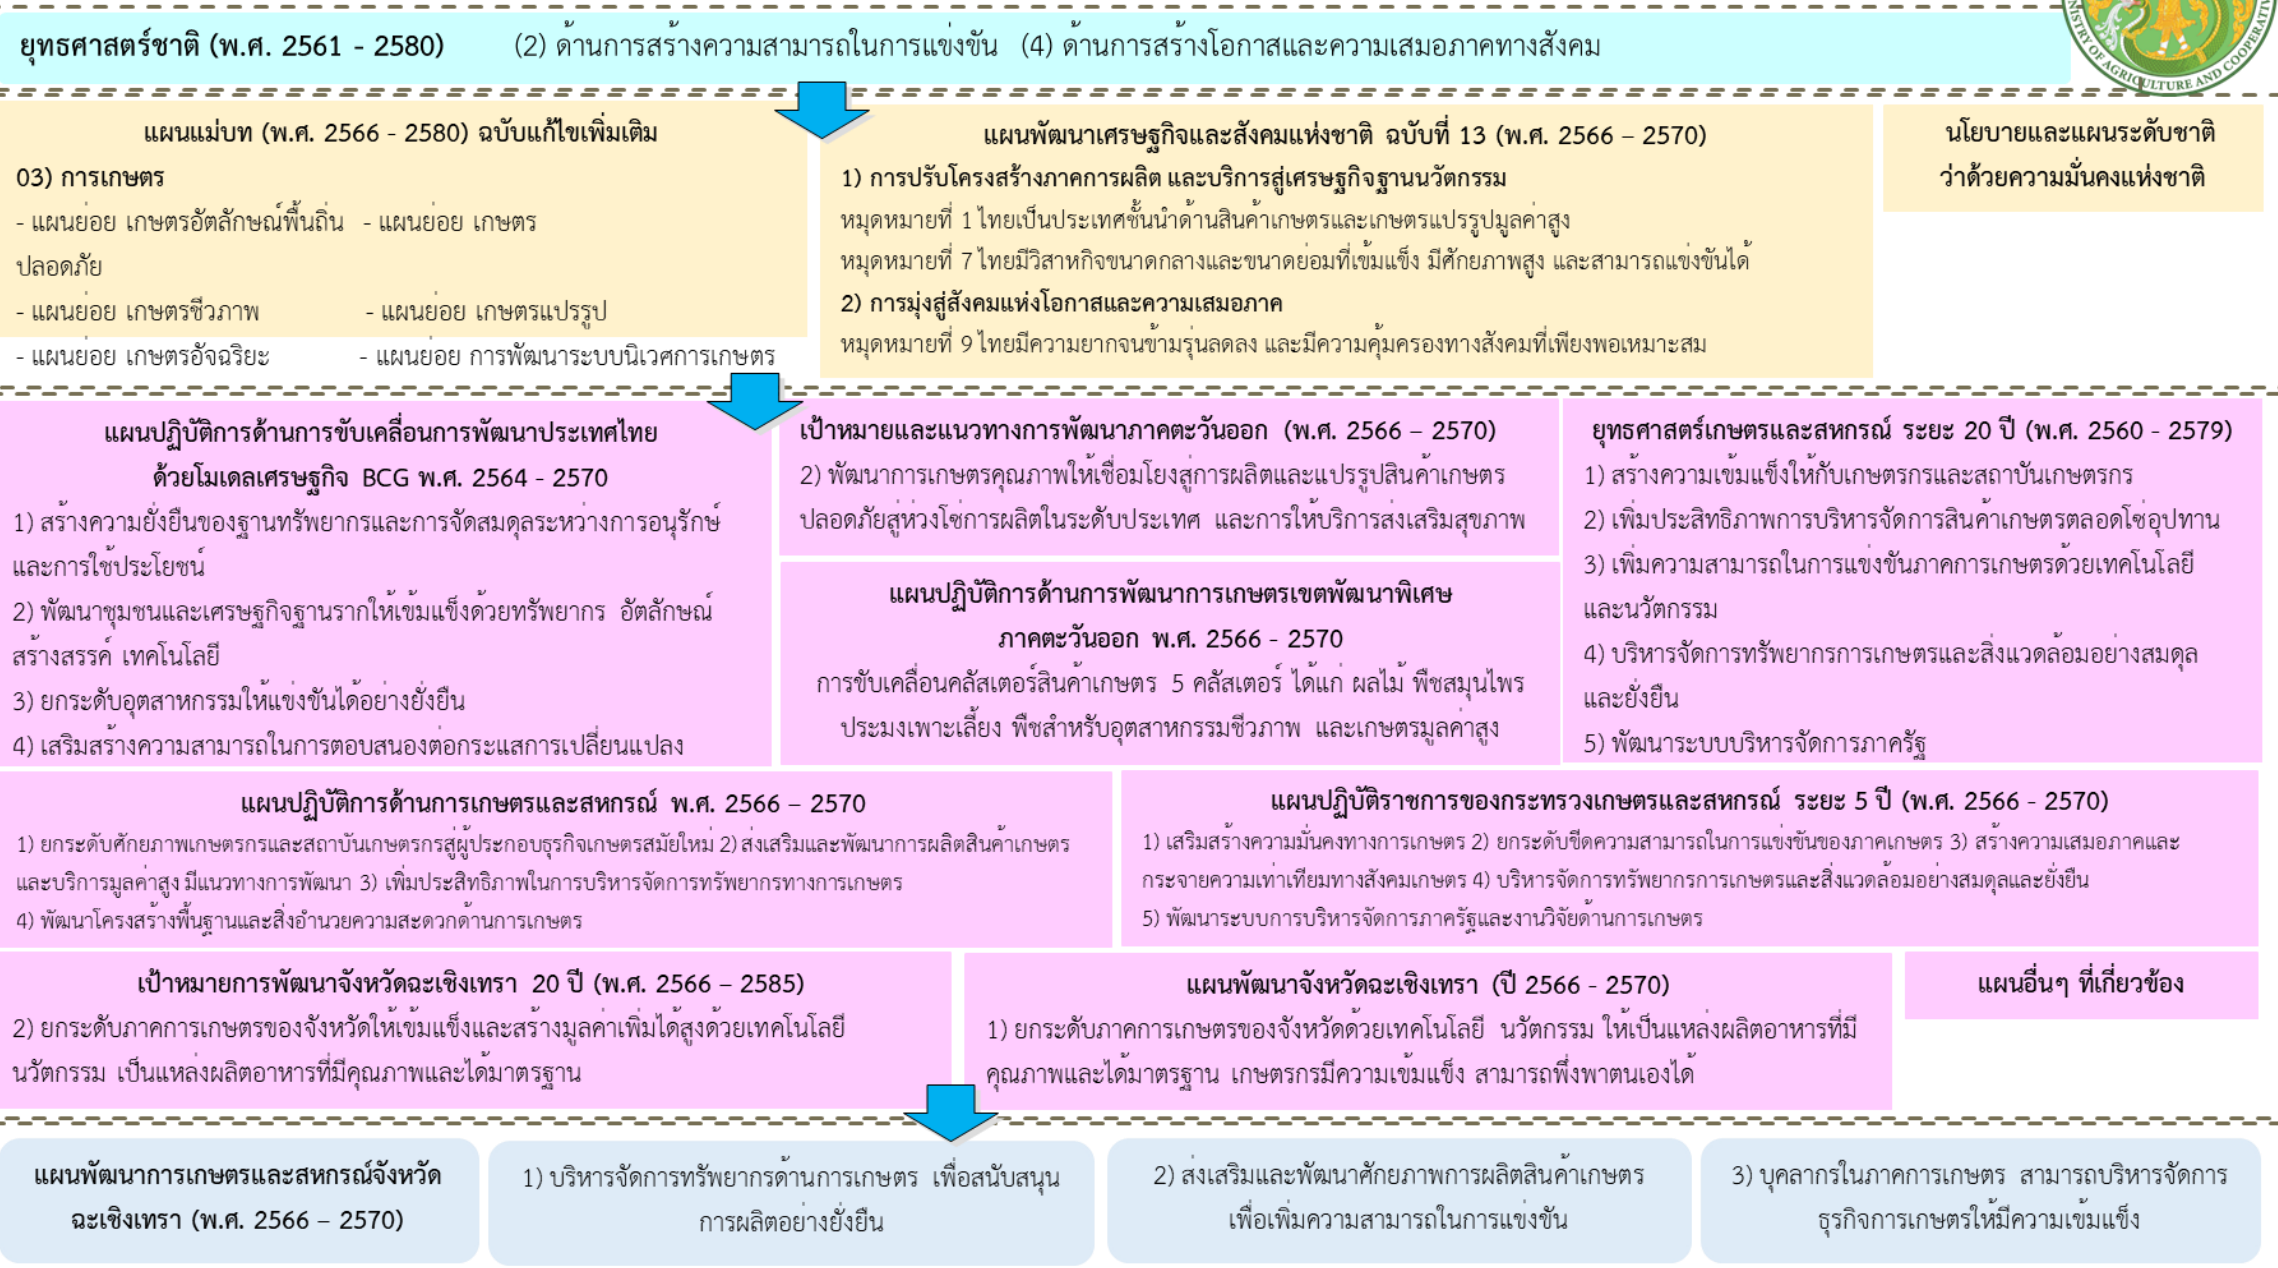 ยุทธศาสตร์ชาติ (พ.ศ. 2561 - 2580) (2) ด้านการสร้างความสามารถในการแข่งขัน (4) ด้านการสร้างโอกาสและความเสมอภาคทางสังคม
MINISTRY OF AGRICULTURE AND COOPERATIV
แผนแม่บท (พ.ศ. 2566 - 2580) ฉบับแก้ไขเพิ่มเติม
03) การเกษตร
- แผนย่อย เกษตรอัตลักษณ์พื้นถิ่น - แผนย่อย เกษตร
ปลอดภัย
- แผนย่อย เกษตรชีวภาพ - แผนย่อย เกษตรแปรรูป
- แผนย่อย เกษตรอัจฉริยะ - แผนย่อย การพัฒนาระบบนิเวศการเกษตร
แผนพัฒนาเศรษฐกิจและสังคมแห่งชาติ ฉบับที่ 13 (พ.ศ. 2566 – 2570)
1) การปรับโครงสร้างภาคการผลิต และบริการสู่เศรษฐกิจฐานนวัตกรรม
หมุดหมายที่ 1 ไทยเป็นประเทศชั้นนำด้านสินค้าเกษตรและเกษตรแปรรูปมูลค่าสูง
หมุดหมายที่ 7 ไทยมีวิสาหกิจขนาดกลางและขนาดย่อมที่เข้มแข็ง มีศักยภาพสูง และสามารถแข่งขันได้
2) การมุ่งสู่สังคมแห่งโอกาสและความเสมอภาค
หมุดหมายที่ 9 ไทยมีความยากจนข้ามรุ่นลดลง และมีความคุ้มครองทางสังคมที่เพียงพอเหมาะสม
นโยบายและแผนระดับชาติ
ว่าด้วยความมั่นคงแห่งชาติ
แผนปฏิบัติการด้านการขับเคลื่อนการพัฒนาประเทศไทย
ด้วยโมเดลเศรษฐกิจ BCG พ.ศ. 2564 - 2570
1) สร้างความยั่งยืนของฐานทรัพยากรและการจัดสมดุลระหว่างการอนุรักษ์
และการใช้ประโยชน์
2) พัฒนาชุมชนและเศรษฐกิจฐานรากให้เข้มแข็งด้วยทรัพยากร อัตลักษณ์
สร้างสรรค์ เทคโนโลยี
3) ยกระดับอุตสาหกรรมให้แข่งขันได้อย่างยั่งยืน
4) เสริมสร้างความสามารถในการตอบสนองต่อกระแสการเปลี่ยนแปลง
เป้าหมายและแนวทางการพัฒนาภาคตะวันออก (พ.ศ. 2566 – 2570)
2) พัฒนาการเกษตรคุณภาพให้เชื่อมโยงสู่การผลิตและแปรรูปสินค้าเกษตร
ปลอดภัยสู่ห่วงโซ่การผลิตในระดับประเทศ และการให้บริการส่งเสริมสุขภาพ
แผนปฏิบัติการด้านการพัฒนาการเกษตรเขตพัฒนาพิเศษ
ภาคตะวันออก พ.ศ. 2566 - 2570
การขับเคลื่อนคลัสเตอร์สินค้าเกษตร 5 คลัสเตอร์ ได้แก่ ผลไม้ พืชสมุนไพร
ประมงเพาะเลี้ยง พืชสำหรับอุตสาหกรรมชีวภาพ และเกษตรมูลค่าสูง
ยุทธศาสตร์เกษตรและสหกรณ์ ระยะ 20 ปี (พ.ศ. 2560 - 2579)
1) สร้างความเข้มแข็งให้กับเกษตรกรและสถาบันเกษตรกร
2) เพิ่มประสิทธิภาพการบริหารจัดการสินค้าเกษตรตลอดโซ่อุปทาน
3) เพิ่มความสามารถในการแข่งขันภาคการเกษตรด้วยเทคโนโลยี
และนวัตกรรม
4) บริหารจัดการทรัพยากรการเกษตรและสิ่งแวดล้อมอย่างสมดุล
และยั่งยืน
5) พัฒนาระบบบริหารจัดการภาครัฐ
แผนปฏิบัติการด้านการเกษตรและสหกรณ์ พ.ศ. 2566 – 2570
1) ยกระดับศักยภาพเกษตรกรและสถาบันเกษตรกรสู่ผู้ประกอบธุรกิจเกษตรสมัยใหม่ 2) ส่งเสริมและพัฒนาการผลิตสินค้าเกษตร
และบริการมูลค่าสูง มีแนวทางการพัฒนา 3) เพิ่มประสิทธิภาพในการบริหารจัดการทรัพยากรทางการเกษตร
4) พัฒนาโครงสร้างพื้นฐานและสิ่งอำนวยความสะดวกด้านการเกษตร
แผนปฏิบัติราชการของกระทรวงเกษตรและสหกรณ์ ระยะ 5 ปี (พ.ศ. 2566 - 2570)
1) เสริมสร้างความมั่นคงทางการเกษตร 2) ยกระดับขีดความสามารถในการแข่งขันของภาคเกษตร 3) สร้างความเสมอภาคและ
กระจายความเท่าเทียมทางสังคมเกษตร 4) บริหารจัดการทรัพยากรการเกษตรและสิ่งแวดล้อมอย่างสมดุลและยั่งยืน
5) พัฒนาระบบการบริหารจัดการภาครัฐและงานวิจัยด้านการเกษตร
เป้าหมายการพัฒนาจังหวัดฉะเชิงเทรา 20 ปี (พ.ศ. 2566 – 2585)
2) ยกระดับภาคการเกษตรของจังหวัดให้เข้มแข็งและสร้างมูลค่าเพิ่มได้สูงด้วยเทคโนโลยี
นวัตกรรม เป็นแหล่งผลิตอาหารที่มีคุณภาพและได้มาตรฐาน
แผนพัฒนาจังหวัดฉะเชิงเทรา (ปี 2566 - 2570)
1) ยกระดับภาคการเกษตรของจังหวัดด้วยเทคโนโลยี นวัตกรรม ให้เป็นแหล่งผลิตอาหารที่มี
คุณภาพและได้มาตรฐาน เกษตรกรมีความเข้มแข็ง สามารถพึ่งพาตนเองได้
แผนอื่นๆ ที่เกี่ยวข้อง
แผนพัฒนาการเกษตรและสหกรณ์จังหวัด
ฉะเชิงเทรา (พ.ศ. 2566 – 2570)
1) บริหารจัดการทรัพยากรด้านการเกษตร เพื่อสนับสนุน
การผลิตอย่างยั่งยืน
2) ส่งเสริมและพัฒนาศักยภาพการผลิตสินค้าเกษตร
เพื่อเพิ่มความสามารถในการแข่งขัน
3) บุคลากรในภาคการเกษตร สามารถบริหารจัดการ
ธุรกิจการเกษตรให้มีความเข้มแข็ง